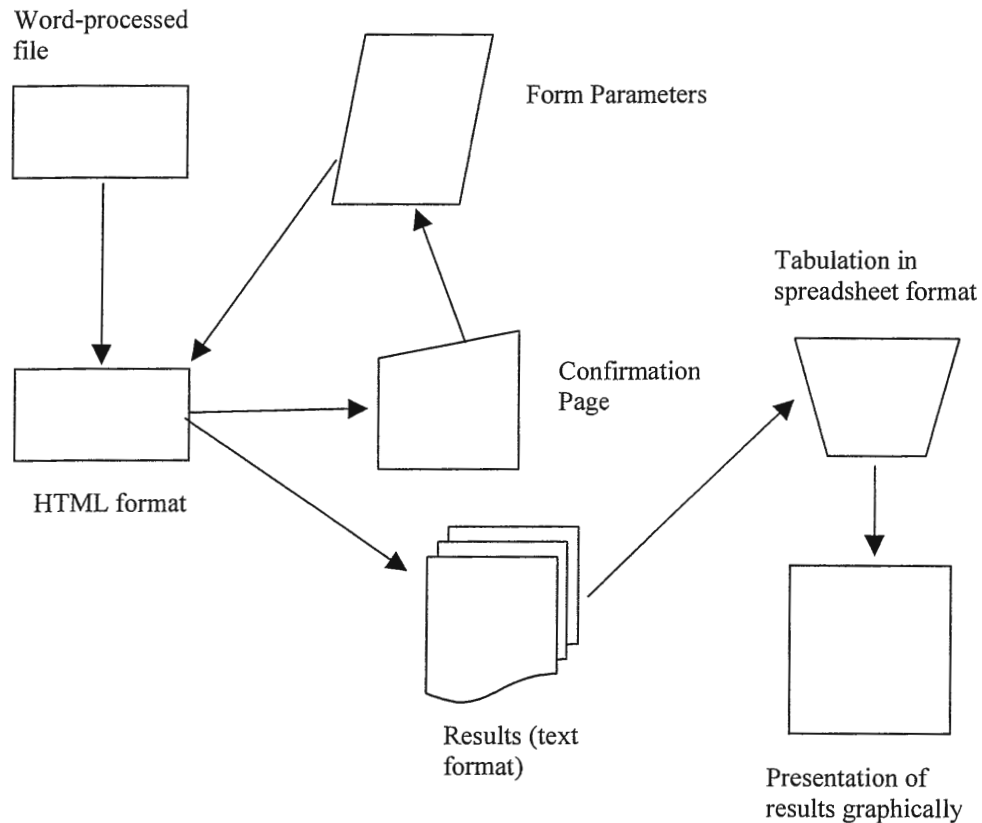 Word-processed
file
Form Parameters
Tabulation in
spreadsheet format
Confirmation
Page
HTML format
Results (text
format)
Presentation of
results graphically